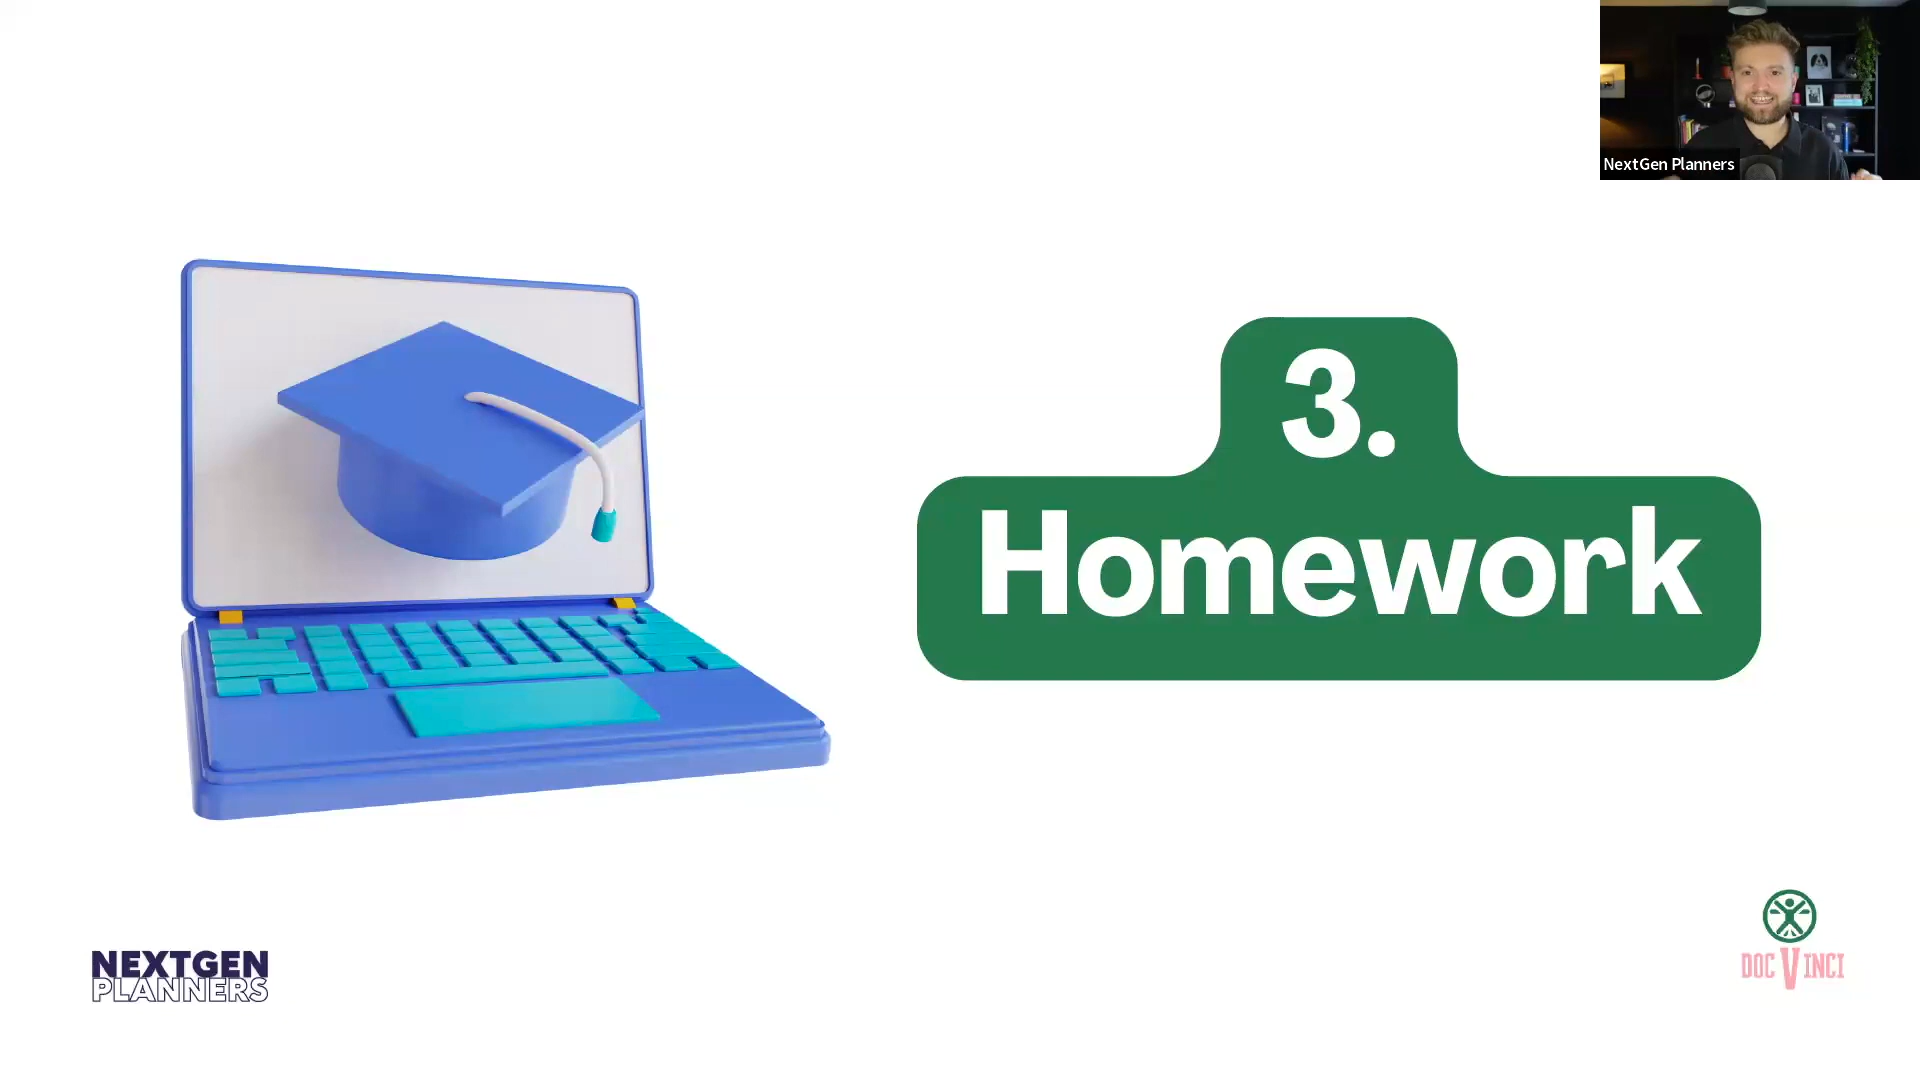 NextGen Planners
3.
Homework
NEXTGEN
PLANNERS
DOC VINCI